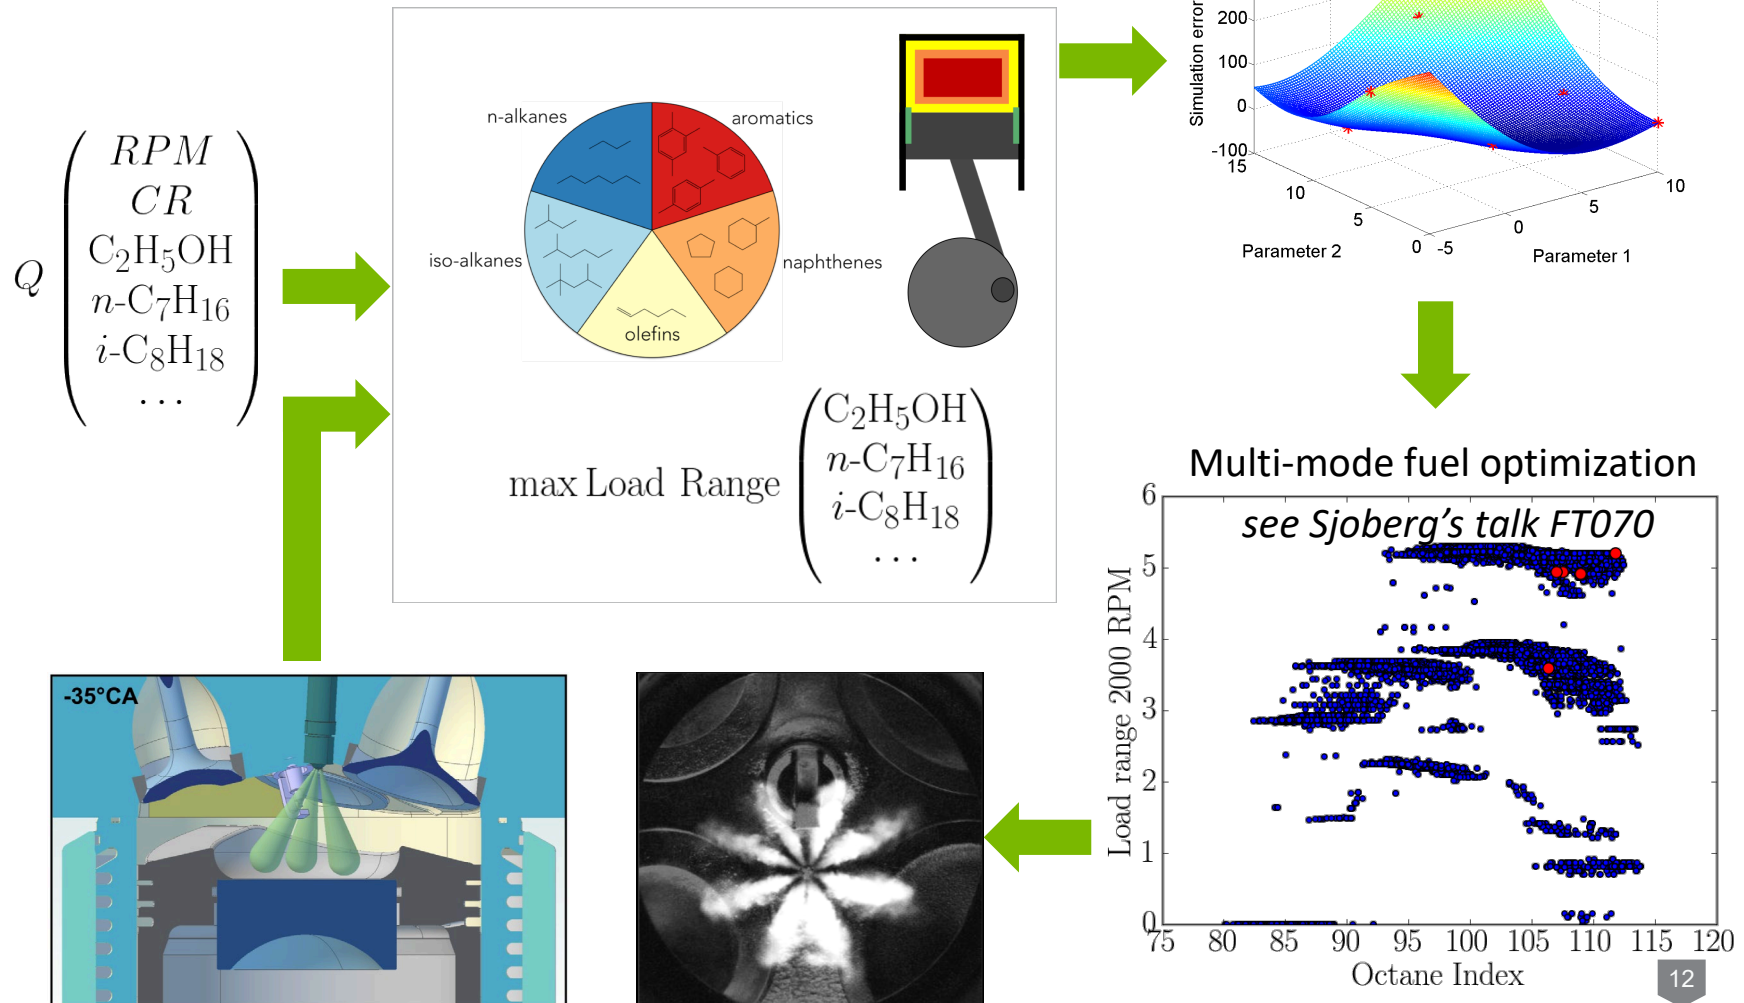 Q
RPM
CR
C2H5OH
n-C7H16
i-C8H18
...
n-alkanes
aromatics
iso-alkanes
naphthenes
olefins
max Load Range
C2H5OH
n-C7H16
i-C8H18
...
Simulation error
200
100
0
-100
15
10
5
0
-5
0
5
10
Parameter 2
Parameter 1
Multi-mode fuel optimization
see Sjoberg’s talk FT070
Load range 2000 RPM
6
5
4
3
2
1
0
75 80 85 90 95 100 105 110 115 120
Octane Index
-35°CA
12